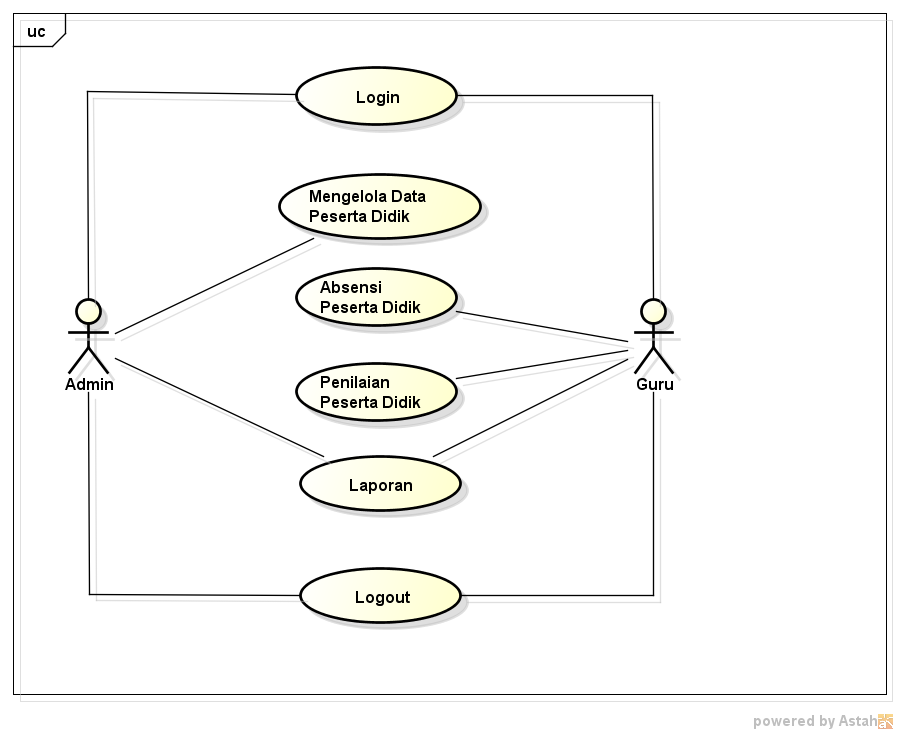 uc
Login
Mengelola Data
Peserta Didik
Absensi
Peserta Didik
Admin
Guru
Penilaian
Peserta Didik
Laporan
Logout
powered by Astah